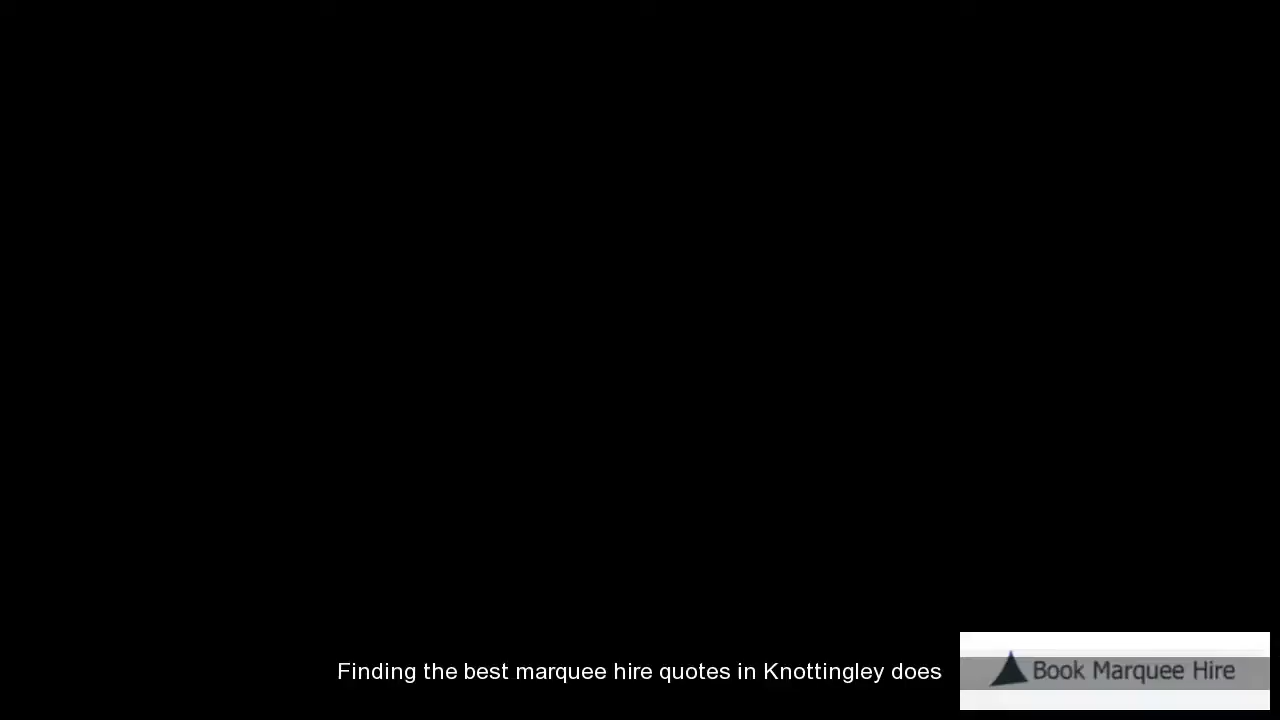 Finding the best marquee hire quotes in Knottingley does
Book Marquee Hire